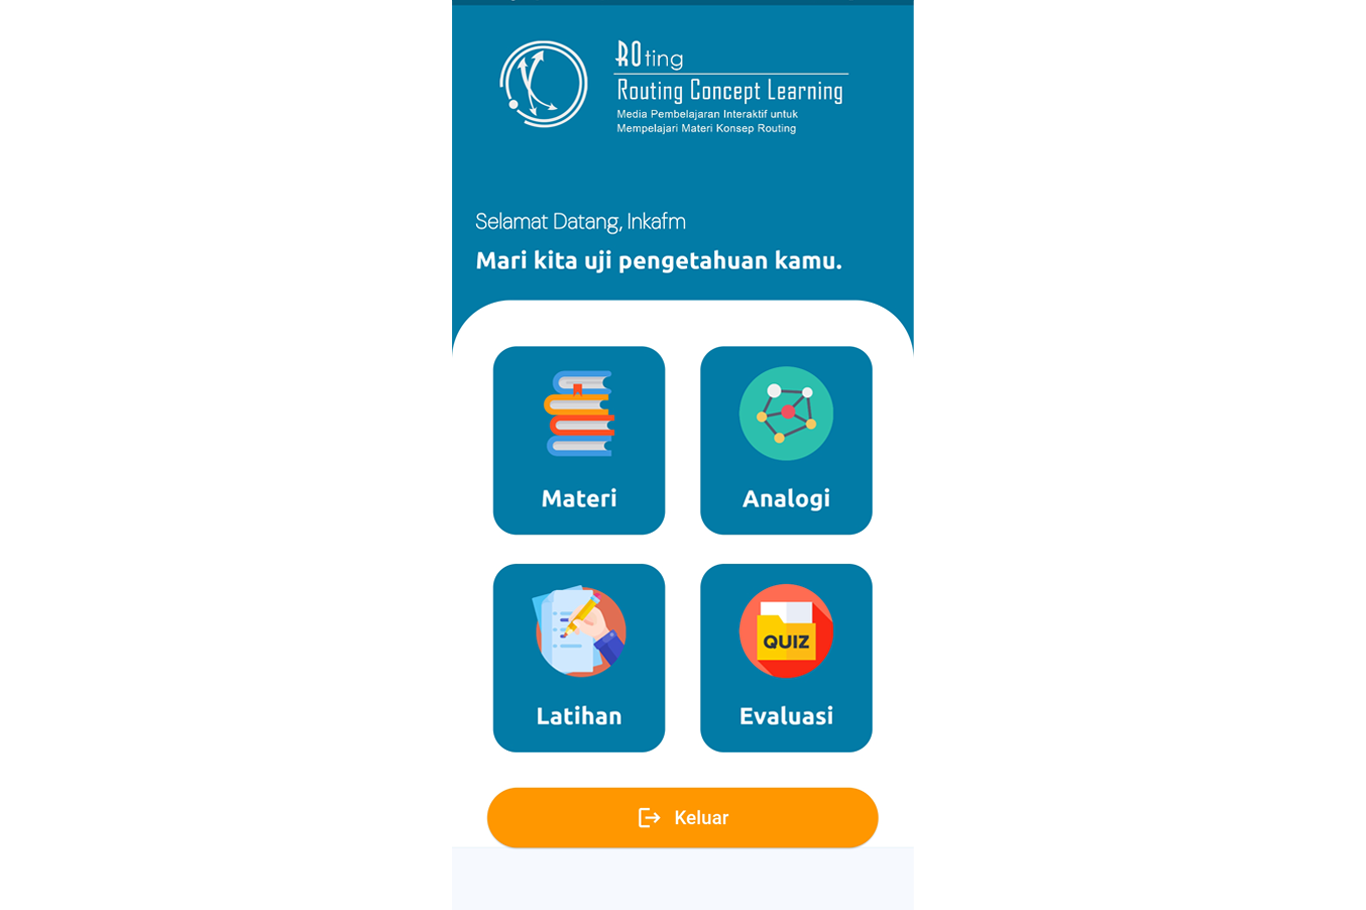 ROting
Routing Concept Learning
Media Pembelajaran Interaktif untuk
Mempelajari Materi Konsep Routing
Selamat Datang, Inkafm
Mari kita uji pengetahuan kamu.
Materi
Analogi
QUIZ
Latihan
Evaluasi
Keluar